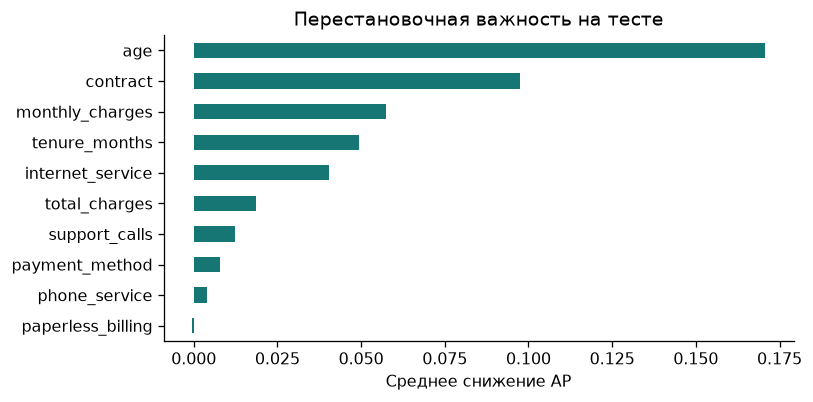 Перестановочная важность на тесте
age
contract
monthly_charges
tenure_months
internet_service
total_charges
support_calls
payment_method
phone_service
paperless_billing
0.000 0.025 0.050 0.075 0.100 0.125 0.150 0.175
Среднее снижение AP